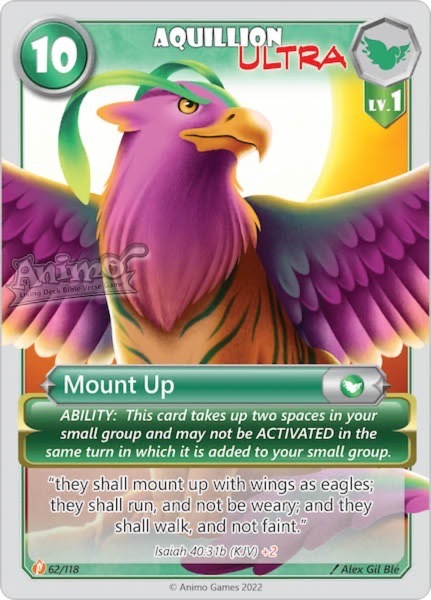 10
AQUILLION
ULTRA
LV.1
Animo
Living Deck Bible Verse Game
Mount Up
ABILITY: This card takes up two spaces in your
small group and may not be ACTIVATED in the
same turn in which it is added to your small group.
“they shall mount up with wings as eagles;
they shall run, and not be weary; and they
shall walk, and not faint.”
Isaiah 40:31b (KJV) +2
62/118
Alex Gil Ble
© Animo Games 2022